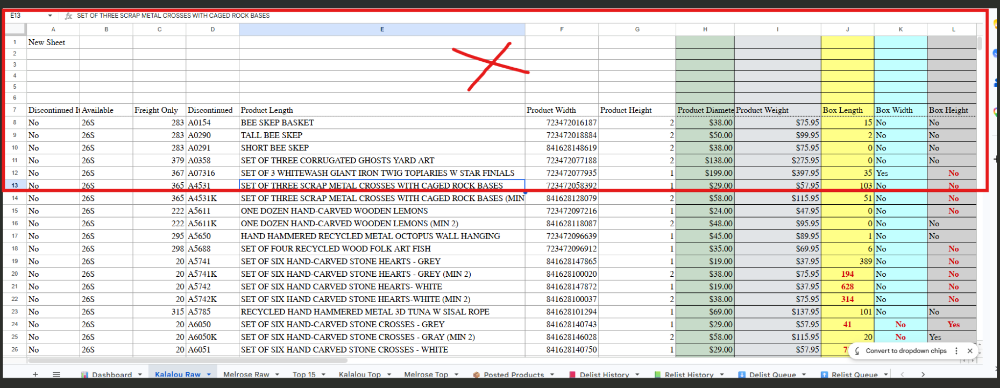 E13 fx SET OF THREE SCRAP METAL CROSSES WITH CAGED ROCK BASES
A B C D E F G H I J K L
1 New Sheet
2
3
4
5
6
7 Discontinued It Available Freight Only Discontinued Product Length Product Width Product Height Product Diamete Product Weight Box Length Box Width Box Height
8 No 26S 283 A0154 BEE SKEP BASKET 723472016187 2 $38.00 $75.95 15 No No
9 No 26S 283 A0290 TALL BEE SKEP 723472018884 2 $50.00 $99.95 2 No No
10 No 26S 283 A0291 SHORT BEE SKEP 841628148619 2 $38.00 $75.95 0 No No
11 No 26S 379 A0358 SET OF THREE CORRUGATED GHOSTS YARD ART 723472077188 2 $138.00 $275.95 0 No No
12 No 26S 367 A07316 SET OF 3 WHITEWASH GIANT IRON TWIG TOPIARIES W STAR FINIALS 723472077935 1 $199.00 $397.95 35 Yes No
13 No 26S 365 A4531 SET OF THREE SCRAP METAL CROSSES WITH CAGED ROCK BASES 723472058392 1 $29.00 $57.95 103 No No
14 No 26S 365 A4531K SET OF THREE SCRAP METAL CROSSES WITH CAGED ROCK BASES (MIN 841628128079 2 $58.00 $115.95 51 No No
15 No 26S 222 A5611 ONE DOZEN HAND-CARVED WOODEN LEMONS 723472097216 1 $24.00 $47.95 0 No No
16 No 26S 222 A5611K ONE DOZEN HAND-CARVED WOODEN LEMONS (MIN 2) 841628118087 2 $48.00 $95.95 0 No No
17 No 26S 295 A5650 HAND HAMMERED RECYCLED METAL OCTOPUS WALL HANGING 723472096639 1 $45.00 $89.95 1 No No
18 No 26S 298 A5688 SET OF FOUR RECYCLED WOOD FOLK ART FISH 723472096912 1 $35.00 $69.95 6 No No
19 No 26S 20 A5741 SET OF SIX HAND-CARVED STONE HEARTS - GREY 841628147865 1 $19.00 $37.95 389 No No
20 No 26S 20 A5741K SET OF SIX HAND-CARVED STONE HEARTS - GREY (MIN 2) 841628100020 2 $38.00 $75.95 194 No No
21 No 26S 20 A5742 SET OF SIX HAND-CARVED STONE HEARTS- WHITE 841628147872 1 $19.00 $37.95 628 No No
22 No 26S 20 A5742K SET OF SIX HAND CARVED STONE HEARTS-WHITE (MIN 2) 841628100037 2 $38.00 $75.95 314 No No
23 No 26S 315 A5785 RECYCLED HAND HAMMERED METAL 3D TUNA W SISAL ROPE 841628101294 1 $69.00 $137.95 101 No No
24 No 26S 20 A6050 SET OF SIX HAND-CARVED STONE CROSSES - GREY 841628140743 1 $29.00 $57.95 41 No Yes
25 No 26S 20 A6050K SET OF SIX HAND-CARVED STONE CROSSES - GRAY (MIN 2) 841628146028 2 $58.00 $115.95 20 No Yes
26 No 26S 20 A6051 SET OF SIX HAND CARVED STONE CROSSES - WHITE 841628140750 1 $29.00 $57.95
Convert to dropdown chips
Dashboard Kalalou Raw Melrose Raw Top 15 Kalalou Top Melrose Top Posted Products Delist History Relist History Delist Queue Relist Queue